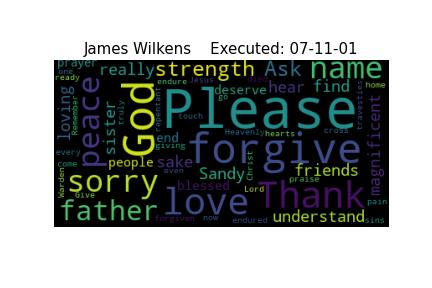 James Wilkens    Executed: 07-11-01
prayer really strength Ask name
one ready endure Jesus died
God Please deserve hear find home
loving Remember peace sister truly repentant touch go magnificent travesties
forgive Heavenly hearts cross
every end giving
come people sake friends
sorry Sandy Christ
Warden Give blessed even praise pain
father love Thank Lord understand
forgiven now endured sins